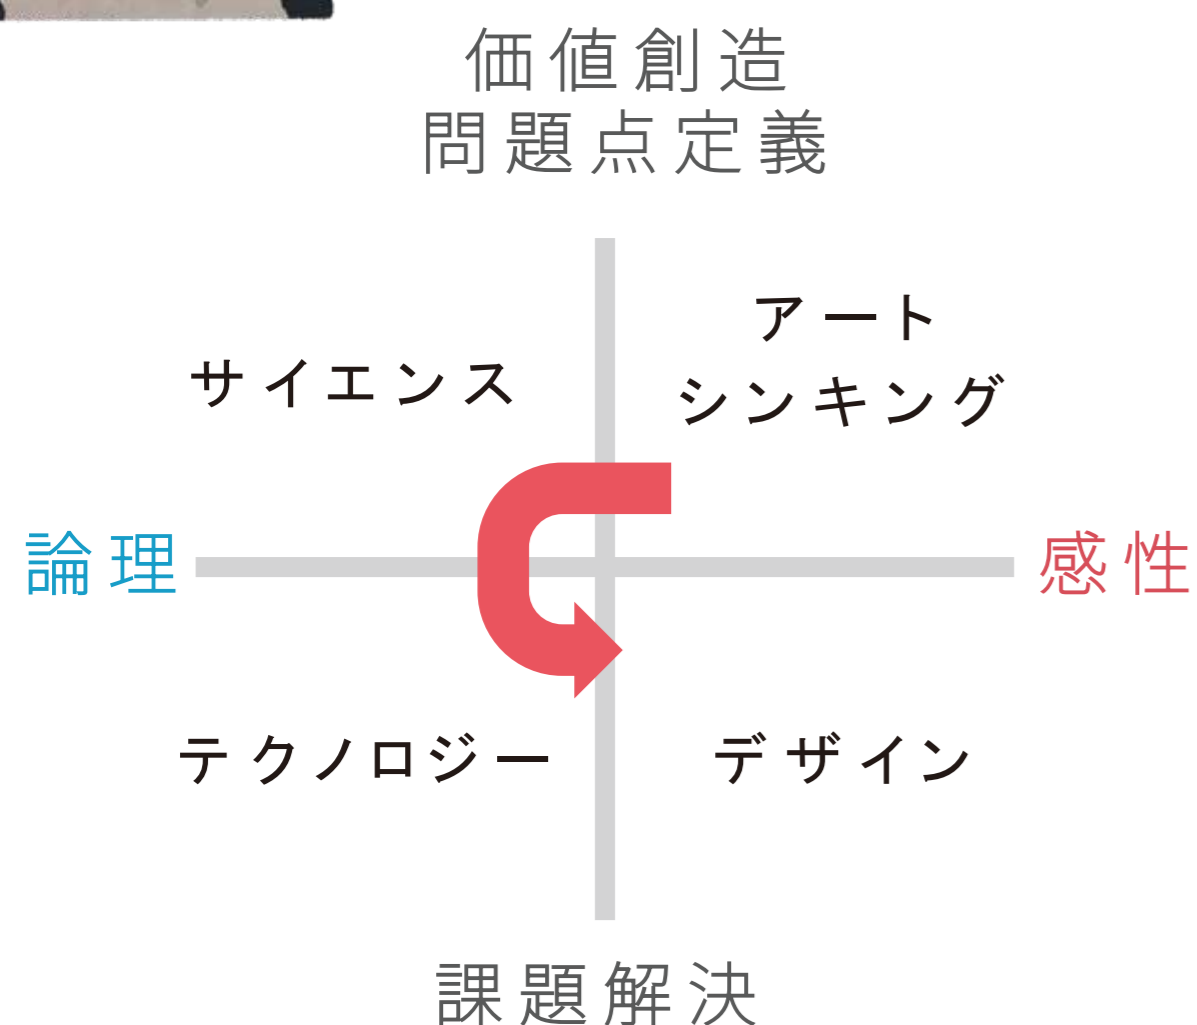 価値創造
問題点定義
アート
シンキング
サイエンス
論理
感性
テクノロジー
デザイン
課題解決